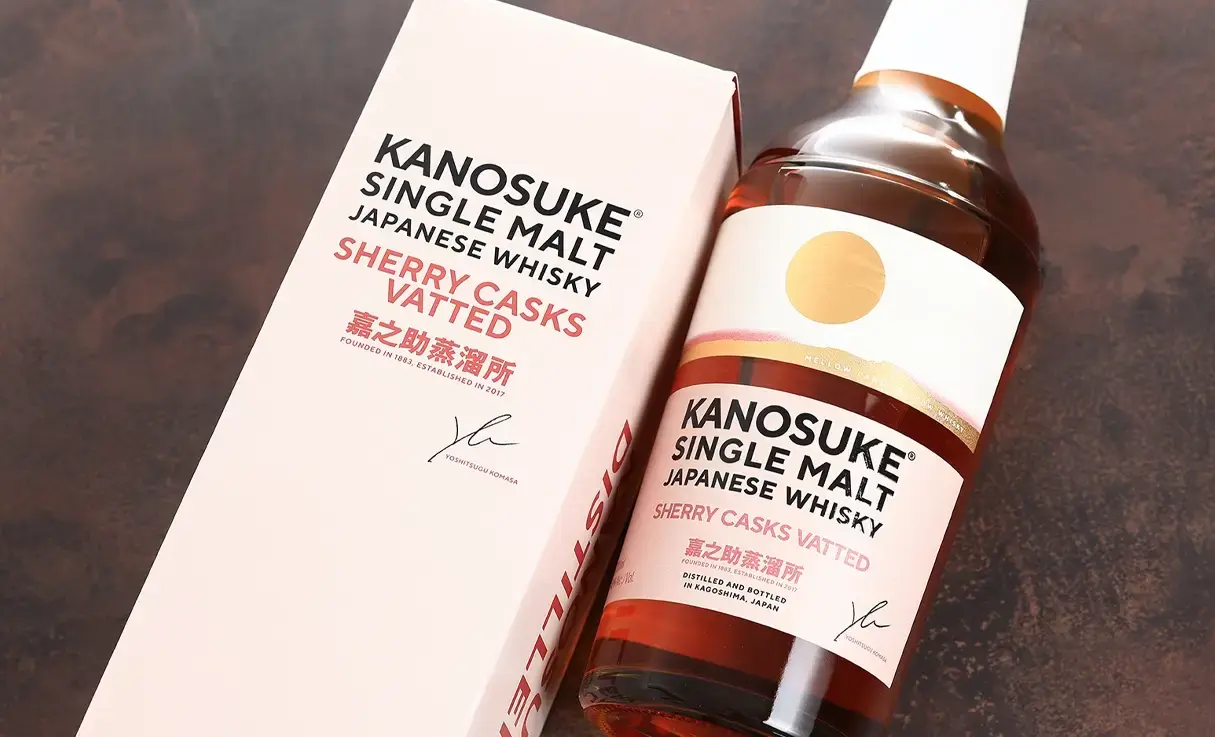 KANOSUKE®
SINGLE MALT
JAPANESE WHISKY
SHERRY CASKS
VATTED
嘉之助蒸溜所
FOUNDED IN 1883, ESTABLISHED IN 2017
YOSHITSUGU KOMASA
MELLOW
WHISKY
KANOSUKE®
SINGLE MALT
JAPANESE WHISKY
SHERRY CASKS VATTED
嘉之助蒸溜所
FOUNDED IN 1883, ESTABLISHED IN 2017
DISTILLED AND BOTTLED
IN KAGOSHIMA, JAPAN
YOSHITSUGU KOMASA